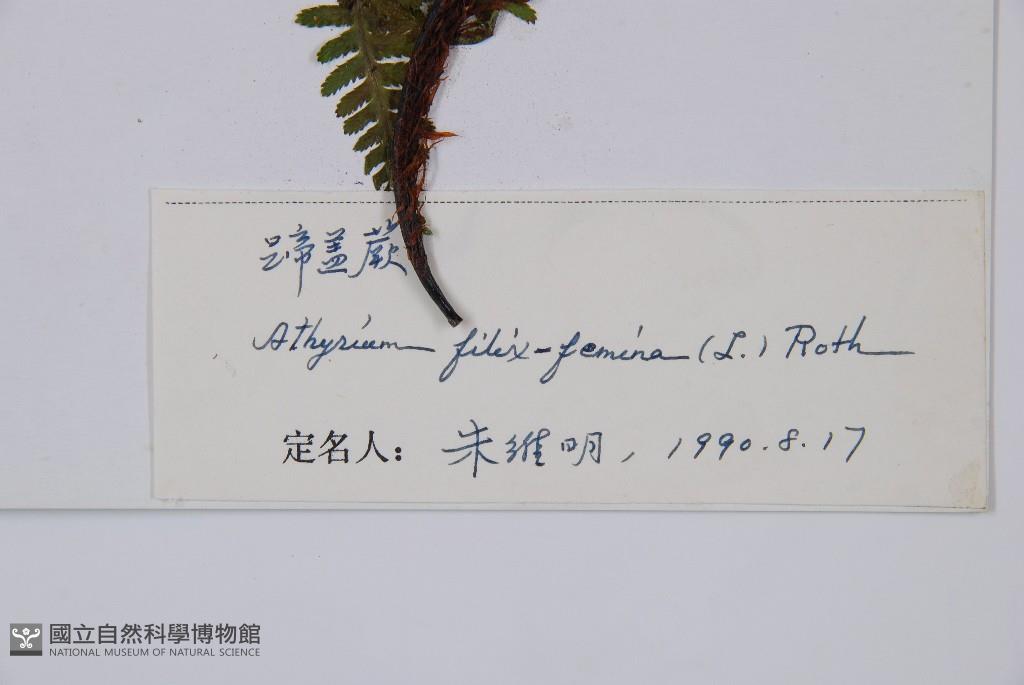 蹄盖蕨
Athyrium filix-femina (L.) Roth
定名人： 朱維明, 1990.8.17
國立自然科學博物館
NATIONAL MUSEUM OF NATURAL SCIENCE